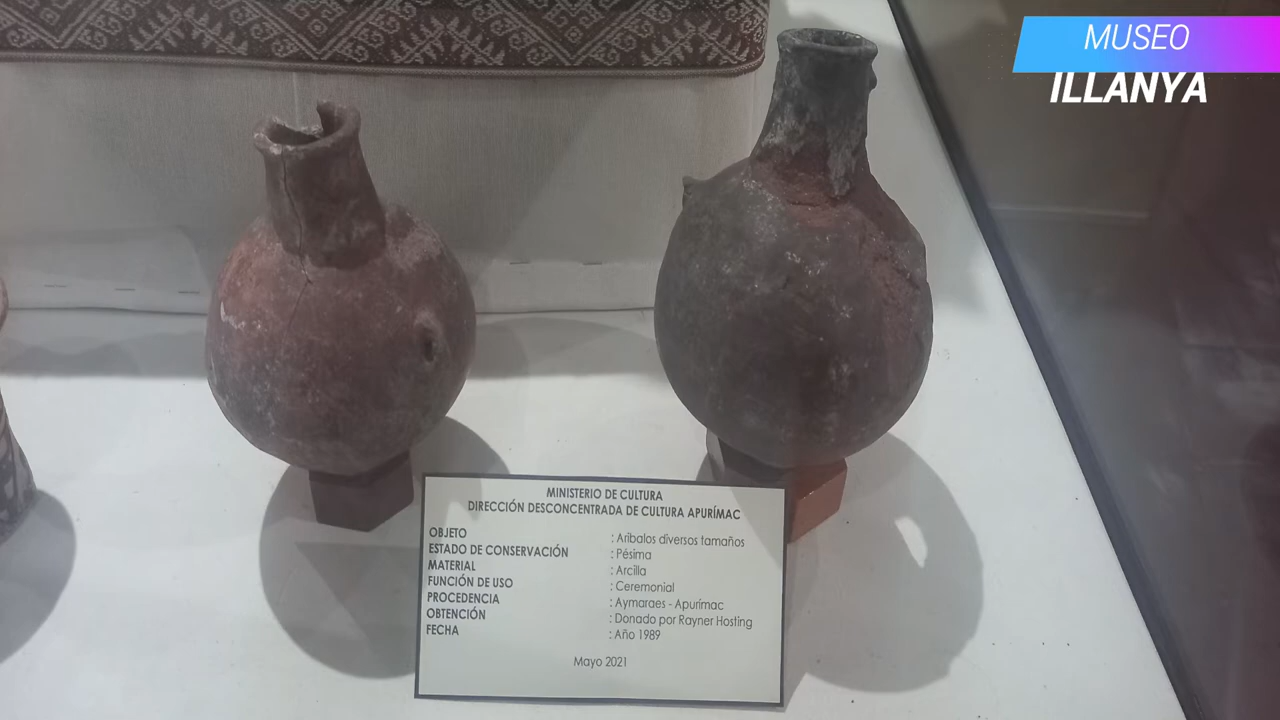 MUSEO
ILLANYA
MINISTERIO DE CULTURA
DIRECCIÓN DESCONCENTRADA DE CULTURA APURÍMAC
OBJETO : Aribalos diversos tamaños
ESTADO DE CONSERVACIÓN : Pésima
MATERIAL : Arcilla
FUNCIÓN DE USO : Ceremonial
PROCEDENCIA : Aymaraes - Apurímac
OBTENCIÓN : Donado por Rayner Hosting
FECHA : Año 1989
Mayo 2021